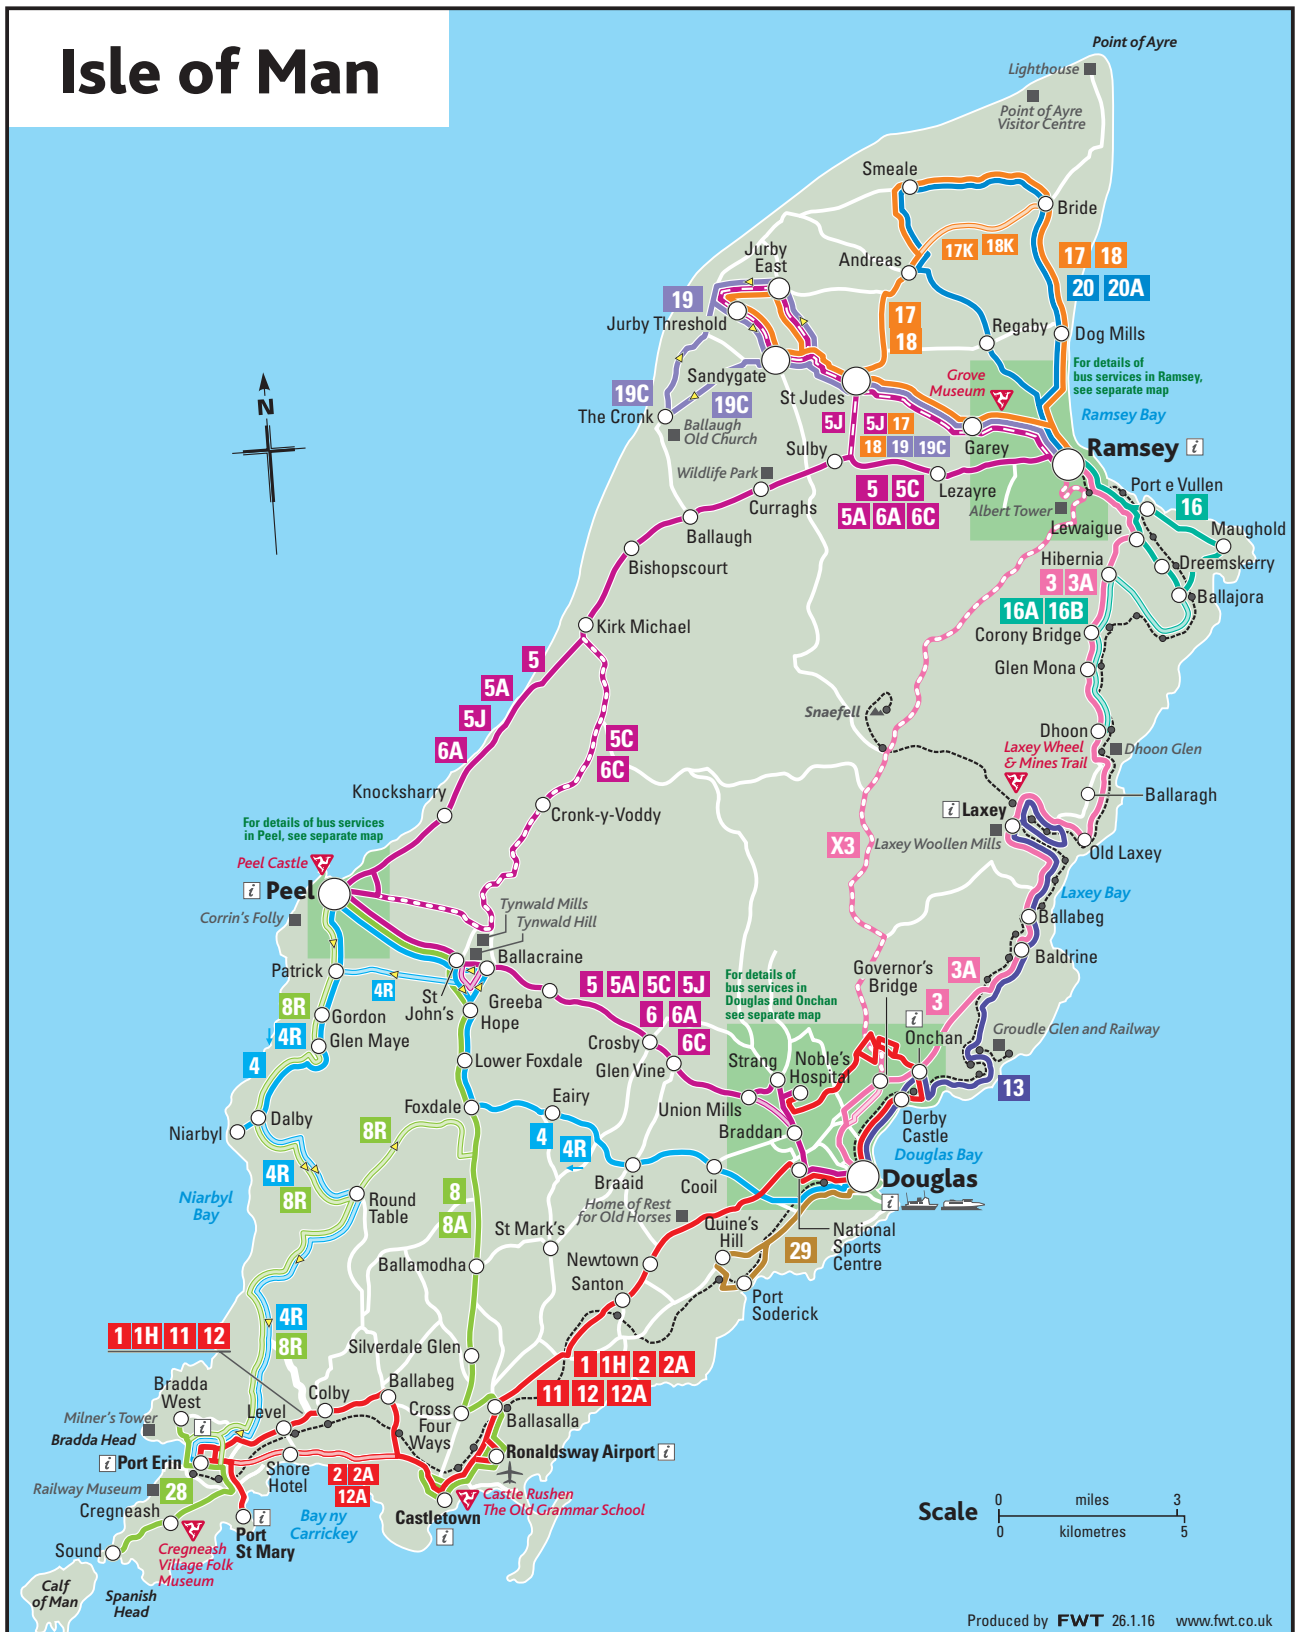 Isle of Man
Point of Ayre
Lighthouse
Point of Ayre
Visitor Centre
Smeale
Bride
17K
18K
17 18
20 20A
Andreas
Jurby
East
19
Jurby Threshold
17
18
Regaby
Dog Mills
For details of
bus services in Ramsey,
see separate map
Grove
Museum
Ramsey Bay
Sandygate
St Judes
19C
19C
The Cronk
Ballaugh
Old Church
5J
5J 17
18 19 19C
Garey
Ramsey
i
Sulby
Wildlife Park
Curraghs
Lezayre
5 5C
5A 6A 6C
Albert Tower
Port e Vullen
16
Maughold
Lewaigue
Dreemskerry
Ballaugh
Bishopscourt
Hibernia
3 3A
Ballajora
16A 16B
Corony Bridge
Glen Mona
N
Kirk Michael
5
5A
5J
6A
5C
6C
Snaefell
Dhoon
Laxey Wheel
& Mines Trail
Dhoon Glen
Ballaragh
i Laxey
Laxey Woollen Mills
Old Laxey
X3
Laxey Bay
Knocksharry
Cronk-y-Voddy
For details of bus services
in Peel, see separate map
Peel Castle
i Peel
Corrin's Folly
Tynwald Mills
Tynwald Hill
Ballabeg
Baldrine
Patrick
4R
St
John's
Ballacraine
Greeba
Hope
5 5A 5C 5J
6 6A
6C
For details of
bus services in
Douglas and Onchan
see separate map
Governor's
Bridge
3A
3
i
Onchan
Groudle Glen and Railway
8R
4R
Gordon
Glen Maye
4
Lower Foxdale
Crosby
Glen Vine
Strang
Noble's
Hospital
13
Union Mills
Braddan
Derby
Castle
Douglas Bay
Dalby
Niarbyl
Foxdale
Eairy
8R
4
4R
4R
8R
Braaid
Cooil
Douglas
i
Niarbyl
Bay
Round
Table
8
8A
Home of Rest
for Old Horses
St Mark's
Quine's
Hill
29
National
Sports
Centre
Ballamodha
Newtown
Santon
Port
Soderick
4R
8R
1 1H 11 12
Silverdale Glen
1 1H 2 2A
11 12 12A
Bradda
West
Milner's Tower
Bradda Head
i
Level
Colby
Ballabeg
Cross
Four
Ways
Ballasalla
i Port Erin
Shore
Hotel
2 2A
12A
Ronaldsway Airport i
Railway Museum
28
Cregneash
Castle Rushen
The Old Grammar School
Castletown
i
Bay ny
Carrickey
i
Port
St Mary
Sound
Cregneash
Village Folk
Museum
Calf
of Man
Spanish
Head
Scale
0 miles 3
0 kilometres 5
Produced by FWT 26.1.16 www.fwt.co.uk